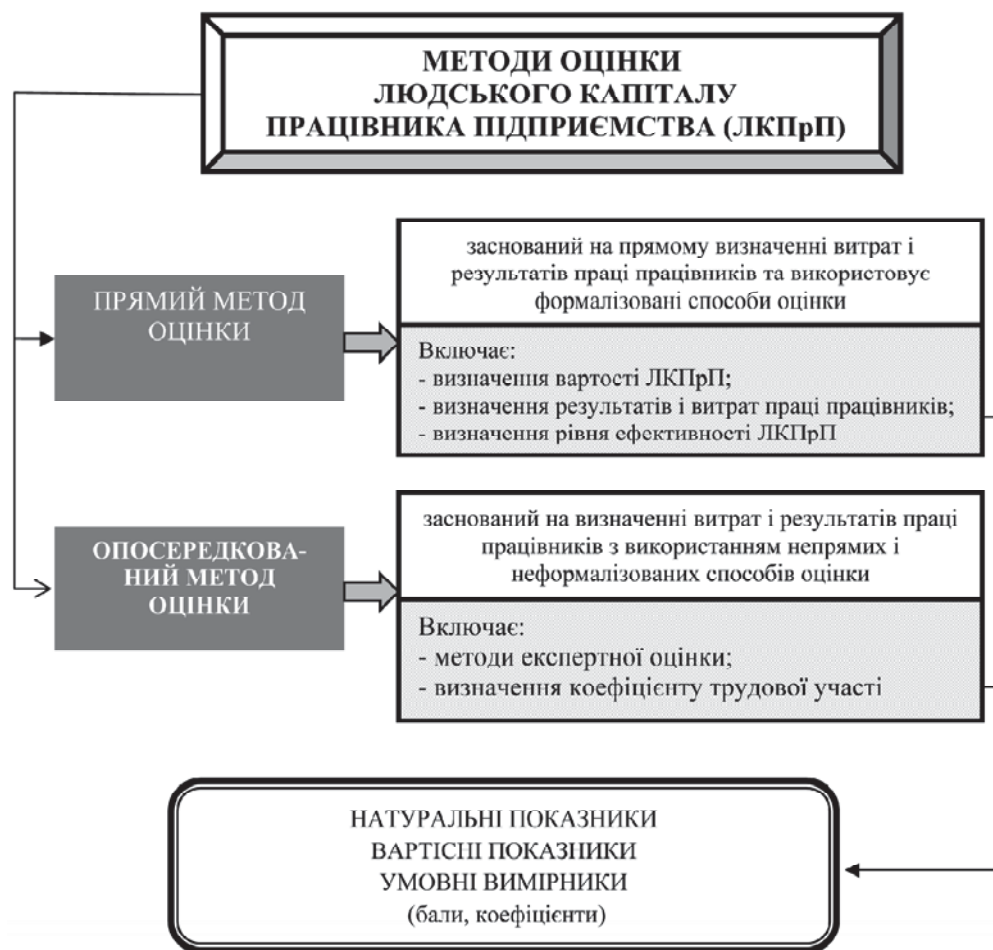 МЕТОДИ ОЦІНКИ
ЛЮДСЬКОГО КАПІТАЛУ
ПРАЦІВНИКА ПІДПРИЄМСТВА (ЛКПрП)
ПРЯМИЙ МЕТОД
ОЦІНКИ
заснований на прямому визначенні витрат і
результатів праці працівників та використовує
формалізовані способи оцінки
Включає:
- визначення вартості ЛКПрП;
- визначення результатів і витрат праці працівників;
- визначення рівня ефективності ЛКПрП
ОПОСЕРЕДКОВА-
НИЙ МЕТОД
ОЦІНКИ
заснований на визначенні витрат і результатів праці
працівників з використанням непрямих і
неформалізованих способів оцінки
Включає:
- методи експертної оцінки;
- визначення коефіцієнту трудової участі
НАТУРАЛЬНІ ПОКАЗНИКИ
ВАРТІСНІ ПОКАЗНИКИ
УМОВНІ ВИМІРНИКИ
(бали, коефіцієнти)